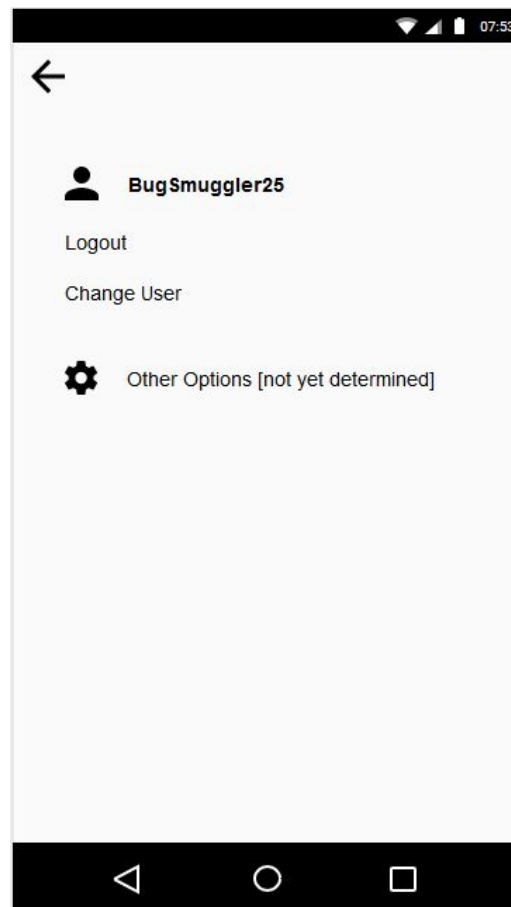 07:53
BugSmuggler25
Logout
Change User
Other Options [not yet determined]